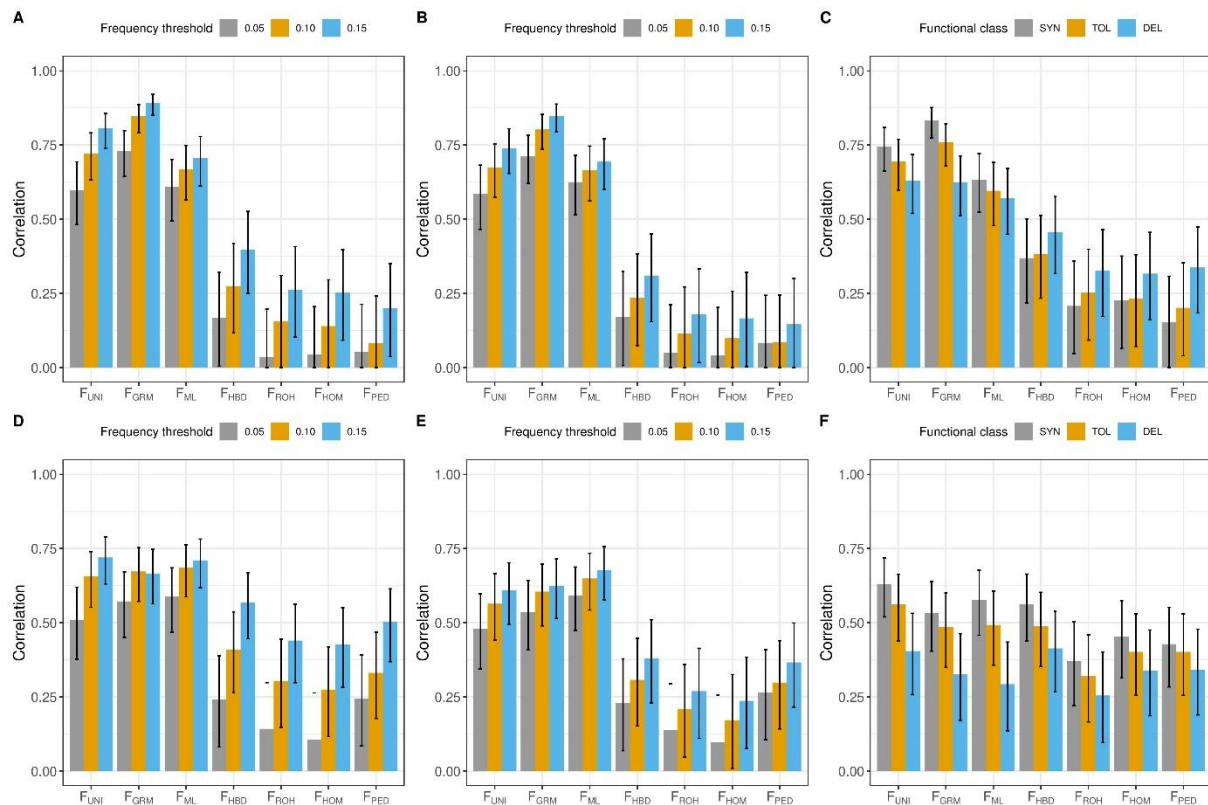 A
Frequency threshold 0.05 0.10 0.15
Correlation
1.00
0.75
0.50
0.25
0.00
FUNI FGRM FML FHBD FROH FHOM FPED
B
Frequency threshold 0.05 0.10 0.15
Correlation
1.00
0.75
0.50
0.25
0.00
FUNI FGRM FML FHBD FROH FHOM FPED
C
Functional class SYN TOL DEL
Correlation
1.00
0.75
0.50
0.25
0.00
FUNI FGRM FML FHBD FROH FHOM FPED
D
Frequency threshold 0.05 0.10 0.15
Correlation
1.00
0.75
0.50
0.25
0.00
FUNI FGRM FML FHBD FROH FHOM FPED
E
Frequency threshold 0.05 0.10 0.15
Correlation
1.00
0.75
0.50
0.25
0.00
FUNI FGRM FML FHBD FROH FHOM FPED
F
Functional class SYN TOL DEL
Correlation
1.00
0.75
0.50
0.25
0.00
FUNI FGRM FML FHBD FROH FHOM FPED